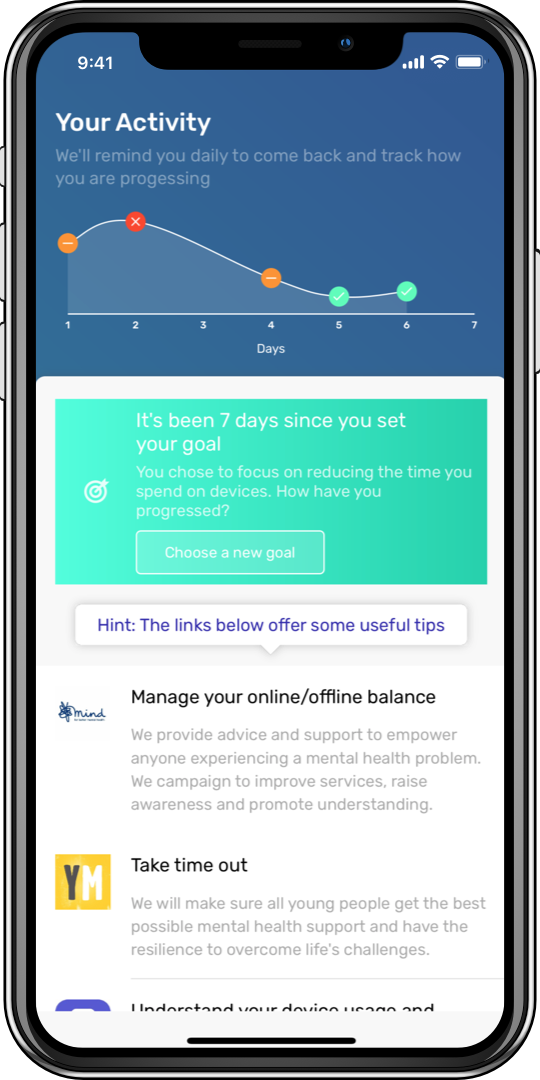 9:41
Your Activity
We'll remind you daily to come back and track how
you are progessing
1 2 3 4 5 6 7
Days
It's been 7 days since you set
your goal
You chose to focus on reducing the time you
spend on devices. How have you
progressed?
Choose a new goal
Hint: The links below offer some useful tips
mind
Manage your online/offline balance
We provide advice and support to empower
anyone experiencing a mental health problem.
We campaign to improve services, raise
awareness and promote understanding.
YM
Take time out
We will make sure all young people get the best
possible mental health support and have the
resilience to overcome life's challenges.
Understand your device usage and